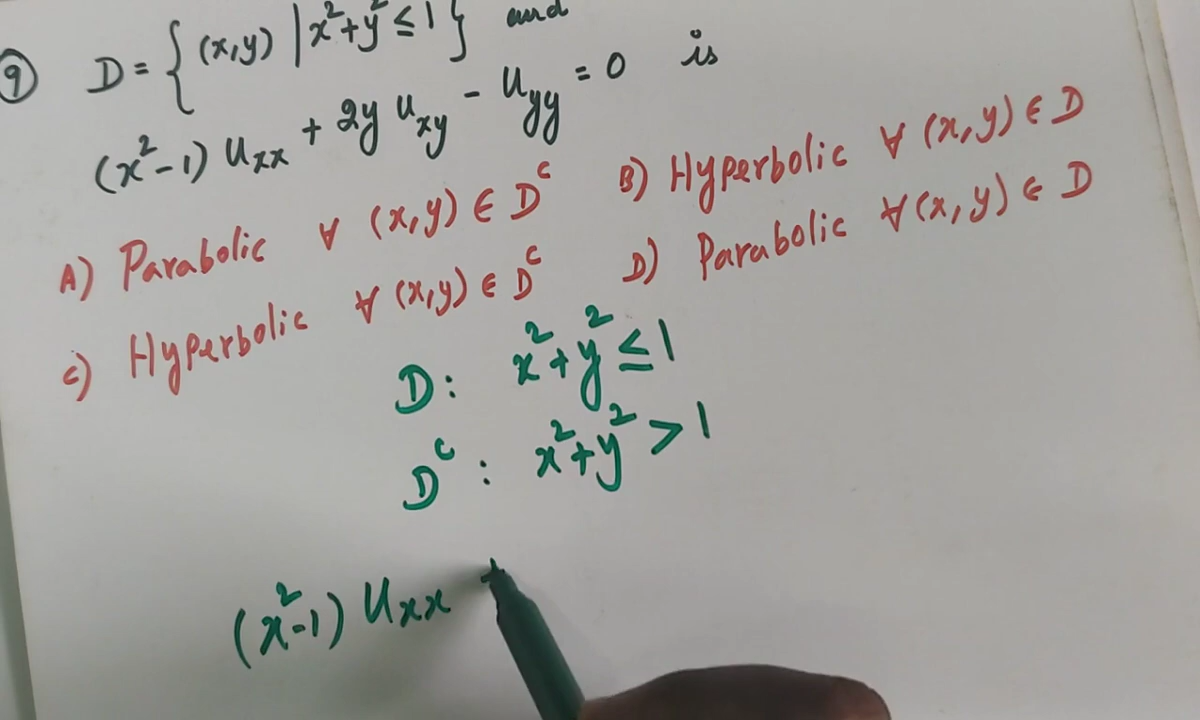 9) D = { (x,y) | x² + y² ≤ 1 } and
(x² - 1) Uxx + 2y Uxy - Uyy = 0 is
A) Parabolic ∀ (x,y) ∈ Dᶜ B) Hyperbolic ∀ (x,y) ∈ D
C) Hyperbolic ∀ (x,y) ∈ Dᶜ D) Parabolic ∀ (x,y) ∈ D
D : x² + y² ≤ 1
Dᶜ : x² + y² > 1
(x² - 1) Uxx